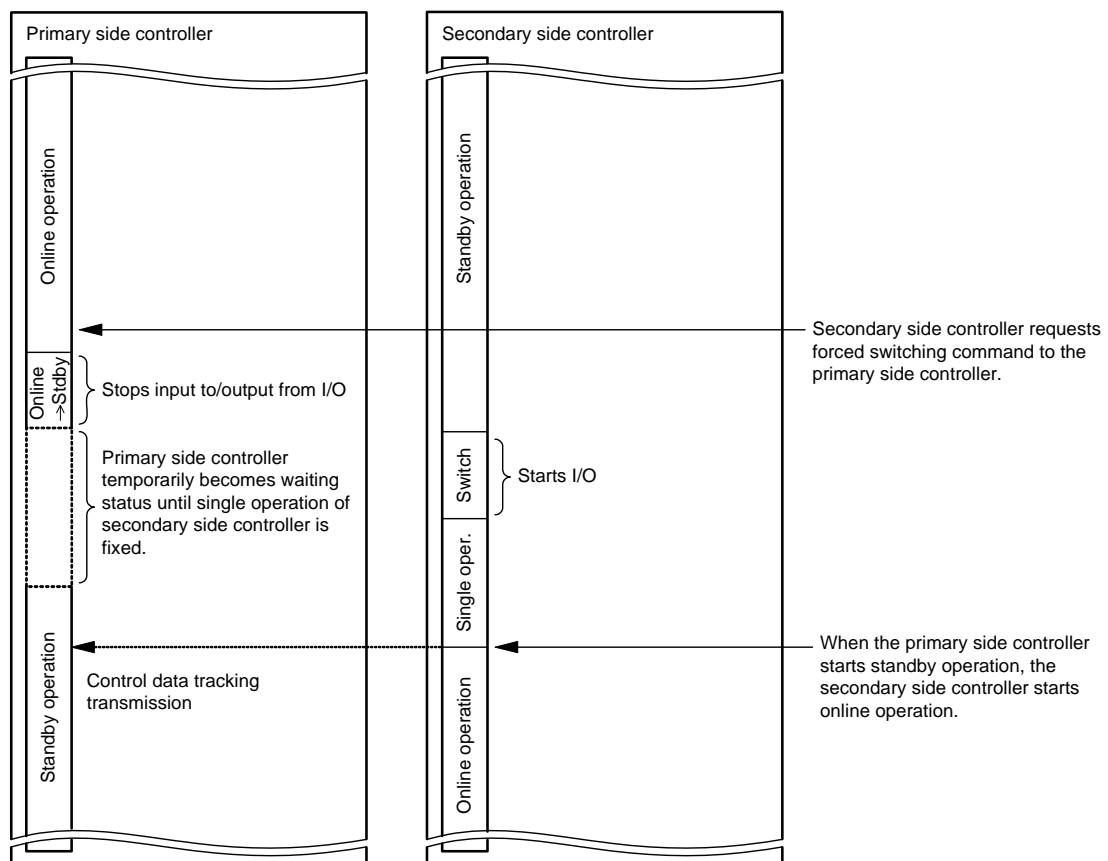 Primary side controller
Secondary side controller
Online operation
Standby operation
Secondary side controller requests
forced switching command to the
primary side controller.
Online
→Stdby
Stops input to/output from I/O
Primary side controller
temporarily becomes waiting
status until single operation of
secondary side controller is
fixed.
Switch
Starts I/O
Single oper.
When the primary side controller
starts standby operation, the
secondary side controller starts
online operation.
Standby operation
Control data tracking
transmission
Online operation